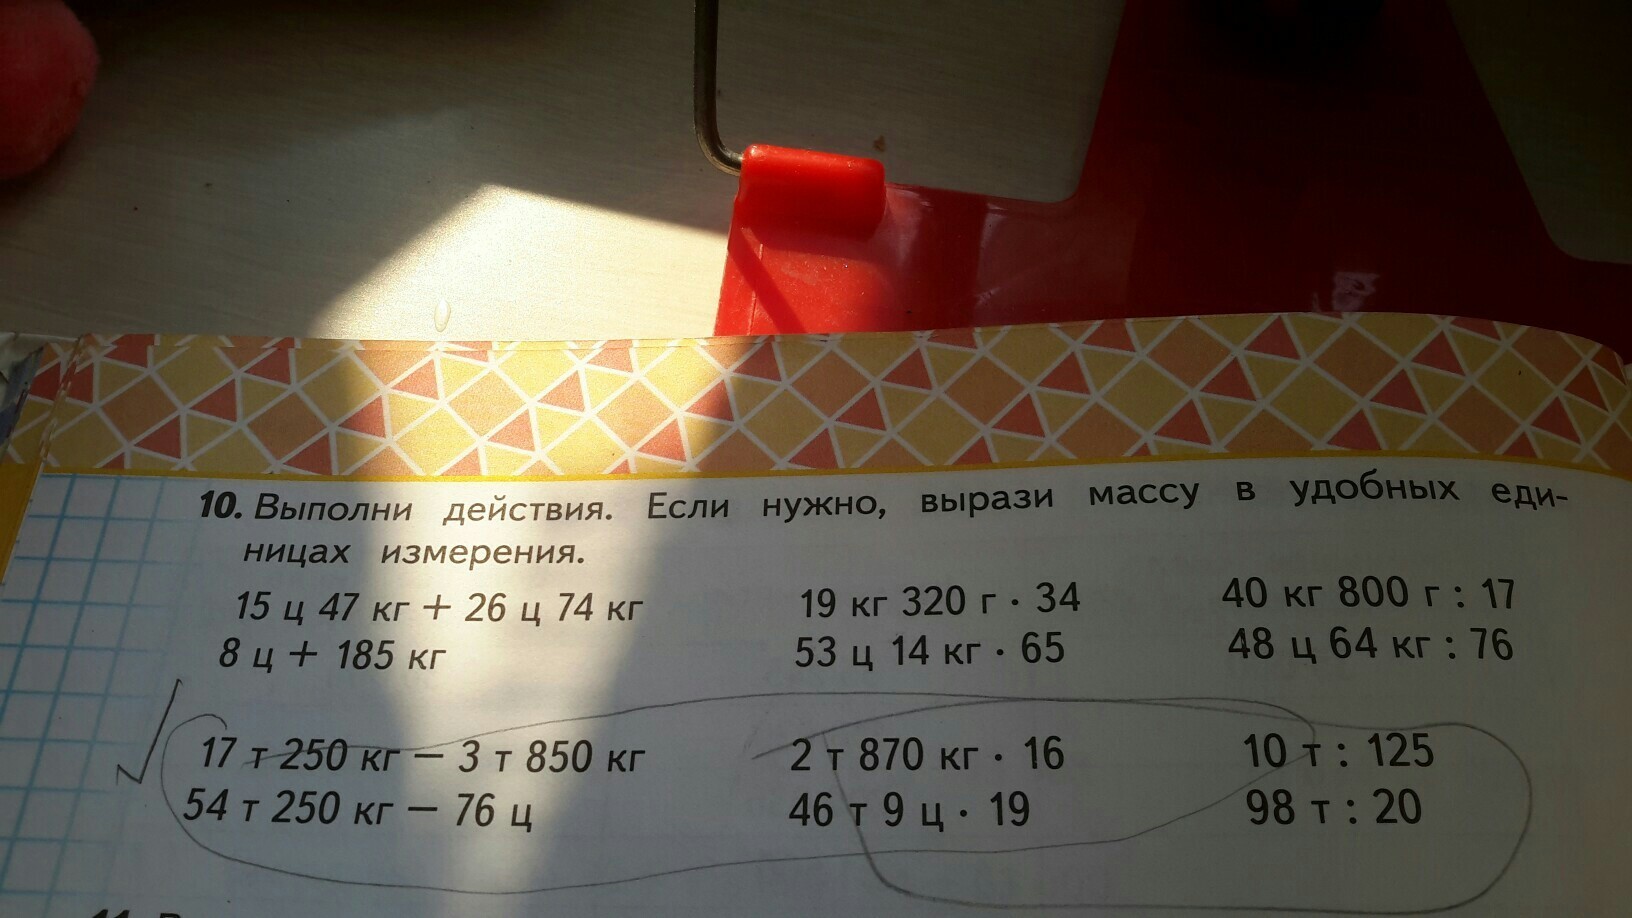 10. Выполни действия. Если нужно, вырази массу в удобных еди-
ницах измерения.
15 ц 47 кг + 26 ц 74 кг 19 кг 320 г · 34 40 кг 800 г : 17
8 ц + 185 кг 53 ц 14 кг · 65 48 ц 64 кг : 76
17 т 250 кг − 3 т 850 кг 2 т 870 кг · 16 10 т : 125
54 т 250 кг − 76 ц 46 т 9 ц · 19 98 т : 20